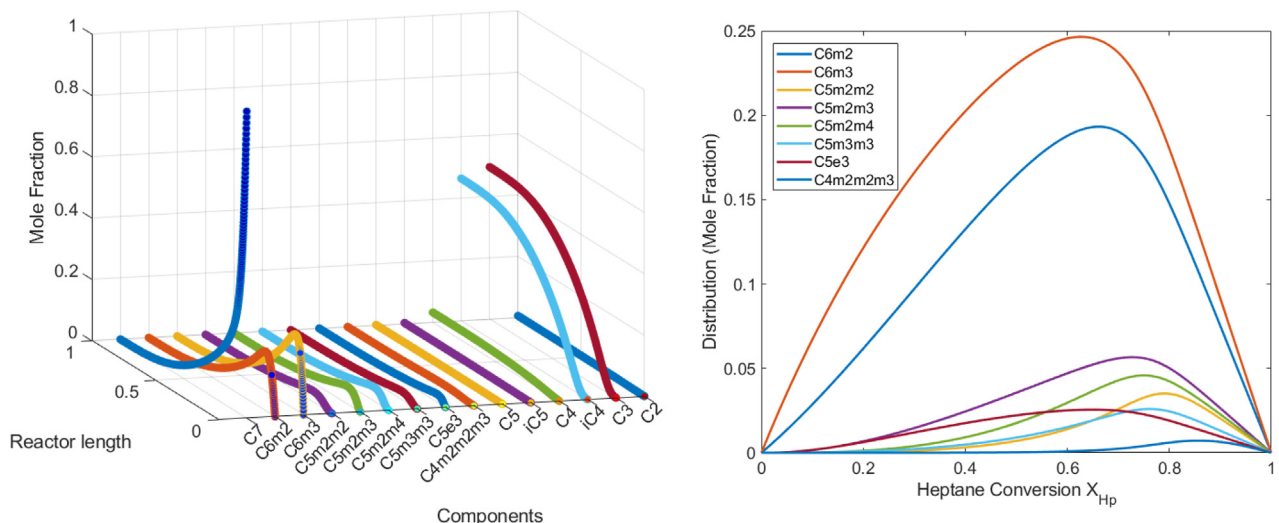 1
0.8
0.6
0.4
0.2
0
Mole Fraction
1
0.5
0
Reactor length
C7
C6m2
C6m3
C5m2m2
C5m2m3
C5m2m4
C5m3m3
C5e3
C4m2m2m3
C5
iC5
C4
iC4
C3
C2
Components
0.25
0.2
0.15
0.1
0.05
0
Distribution (Mole Fraction)
C6m2
C6m3
C5m2m2
C5m2m3
C5m2m4
C5m3m3
C5e3
C4m2m2m3
0 0.2 0.4 0.6 0.8 1
Heptane Conversion X_Hp